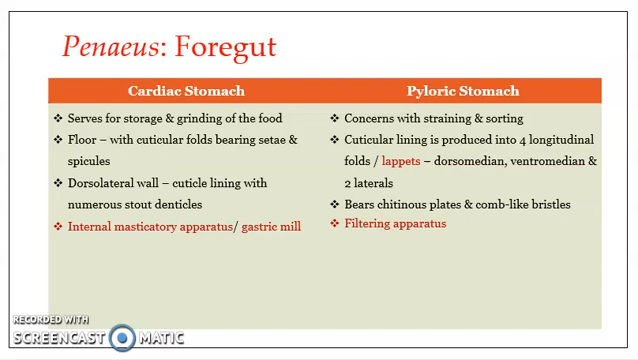 Penaeus: Foregut
Cardiac Stomach
❖ Serves for storage & grinding of the food
❖ Floor – with cuticular folds bearing setae &
spicules
❖ Dorsolateral wall – cuticle lining with
numerous stout denticles
❖ Internal masticatory apparatus/ gastric mill
Pyloric Stomach
❖ Concerns with straining & sorting
❖ Cuticular lining is produced into 4 longitudinal
folds / lappets – dorsomedian, ventromedian &
2 laterals
❖ Bears chitinous plates & comb-like bristles
❖ Filtering apparatus
RECORDED WITH
SCREENCAST MATIC